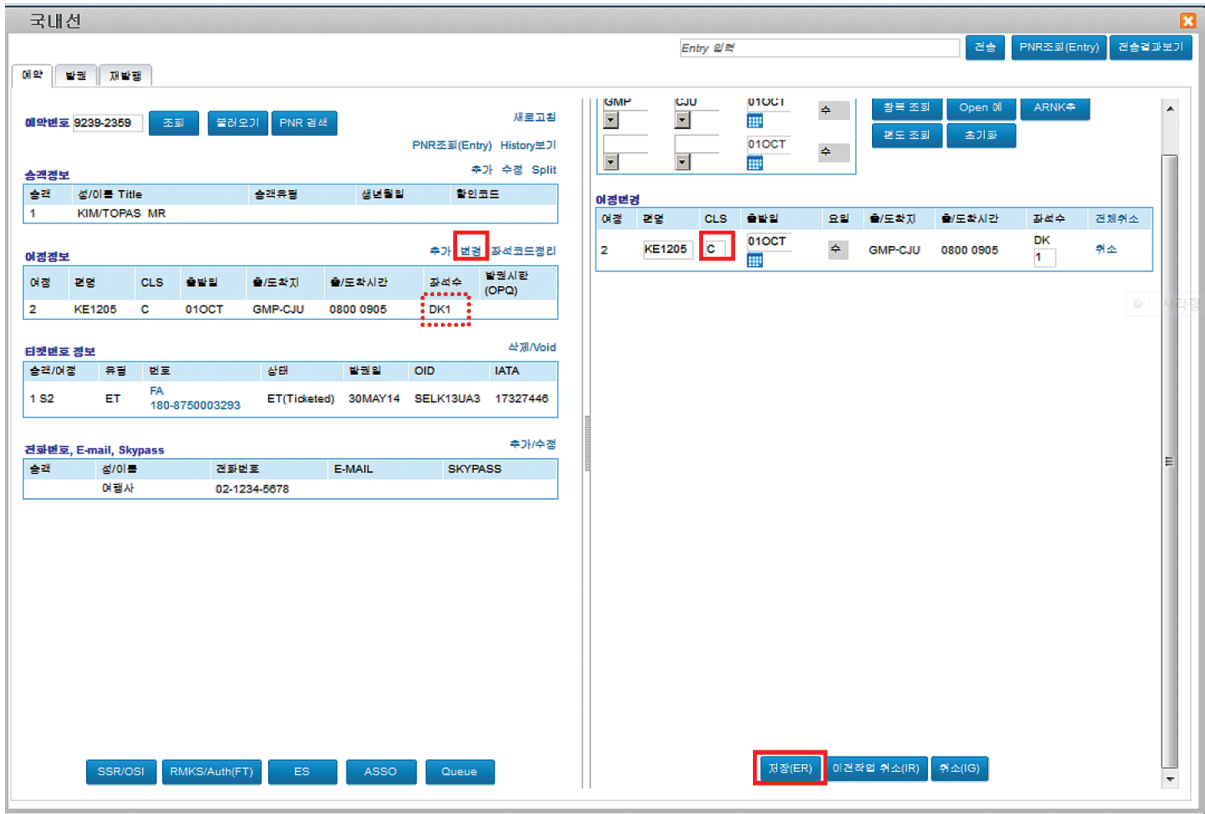 국내선
Entry 입력 전송 PNR조회(Entry) 전송결과보기
예약 발권 재발행
예약번호 9239-2359 조회 불러오기 PNR 검색 새로고침
PNR조회(Entry) History보기
승객정보 추가 수정 Split
승객 성/이름 Title 승객유형 생년월일 할인코드
1 KIM/TOPAS MR
여정정보 추가 변경 좌석코드정리
여정 편명 CLS 출발일 출/도착지 출/도착시간 좌석수 발권시한
(OPQ)
2 KE1205 C 01OCT GMP-CJU 0800 0905 DK1
티켓번호 정보 삭제/Void
승객/여정 유형 번호 상태 발권일 OID IATA
1 S2 ET FA
180-8750003293 ET(Ticketed) 30MAY14 SELK13UA3 17327446
전화번호, E-mail, Skypass 추가/수정
승객 성/이름 전화번호 E-MAIL SKYPASS
여행사 02-1234-5678
SSR/OSI RMKS/Auth(FT) ES ASSO Queue
GMP CJU 01OCT 수 왕복 조회 Open 예 ARNK추
01OCT 수 편도 조회 초기화
여정변경
여정 편명 CLS 출발일 요일 출/도착지 출/도착시간 좌석수 전체취소
2 KE1205 C 01OCT 수 GMP-CJU 0800 0905 DK
1 취소
사각형
저장(ER) 이전작업 취소(IR) 취소(IG)